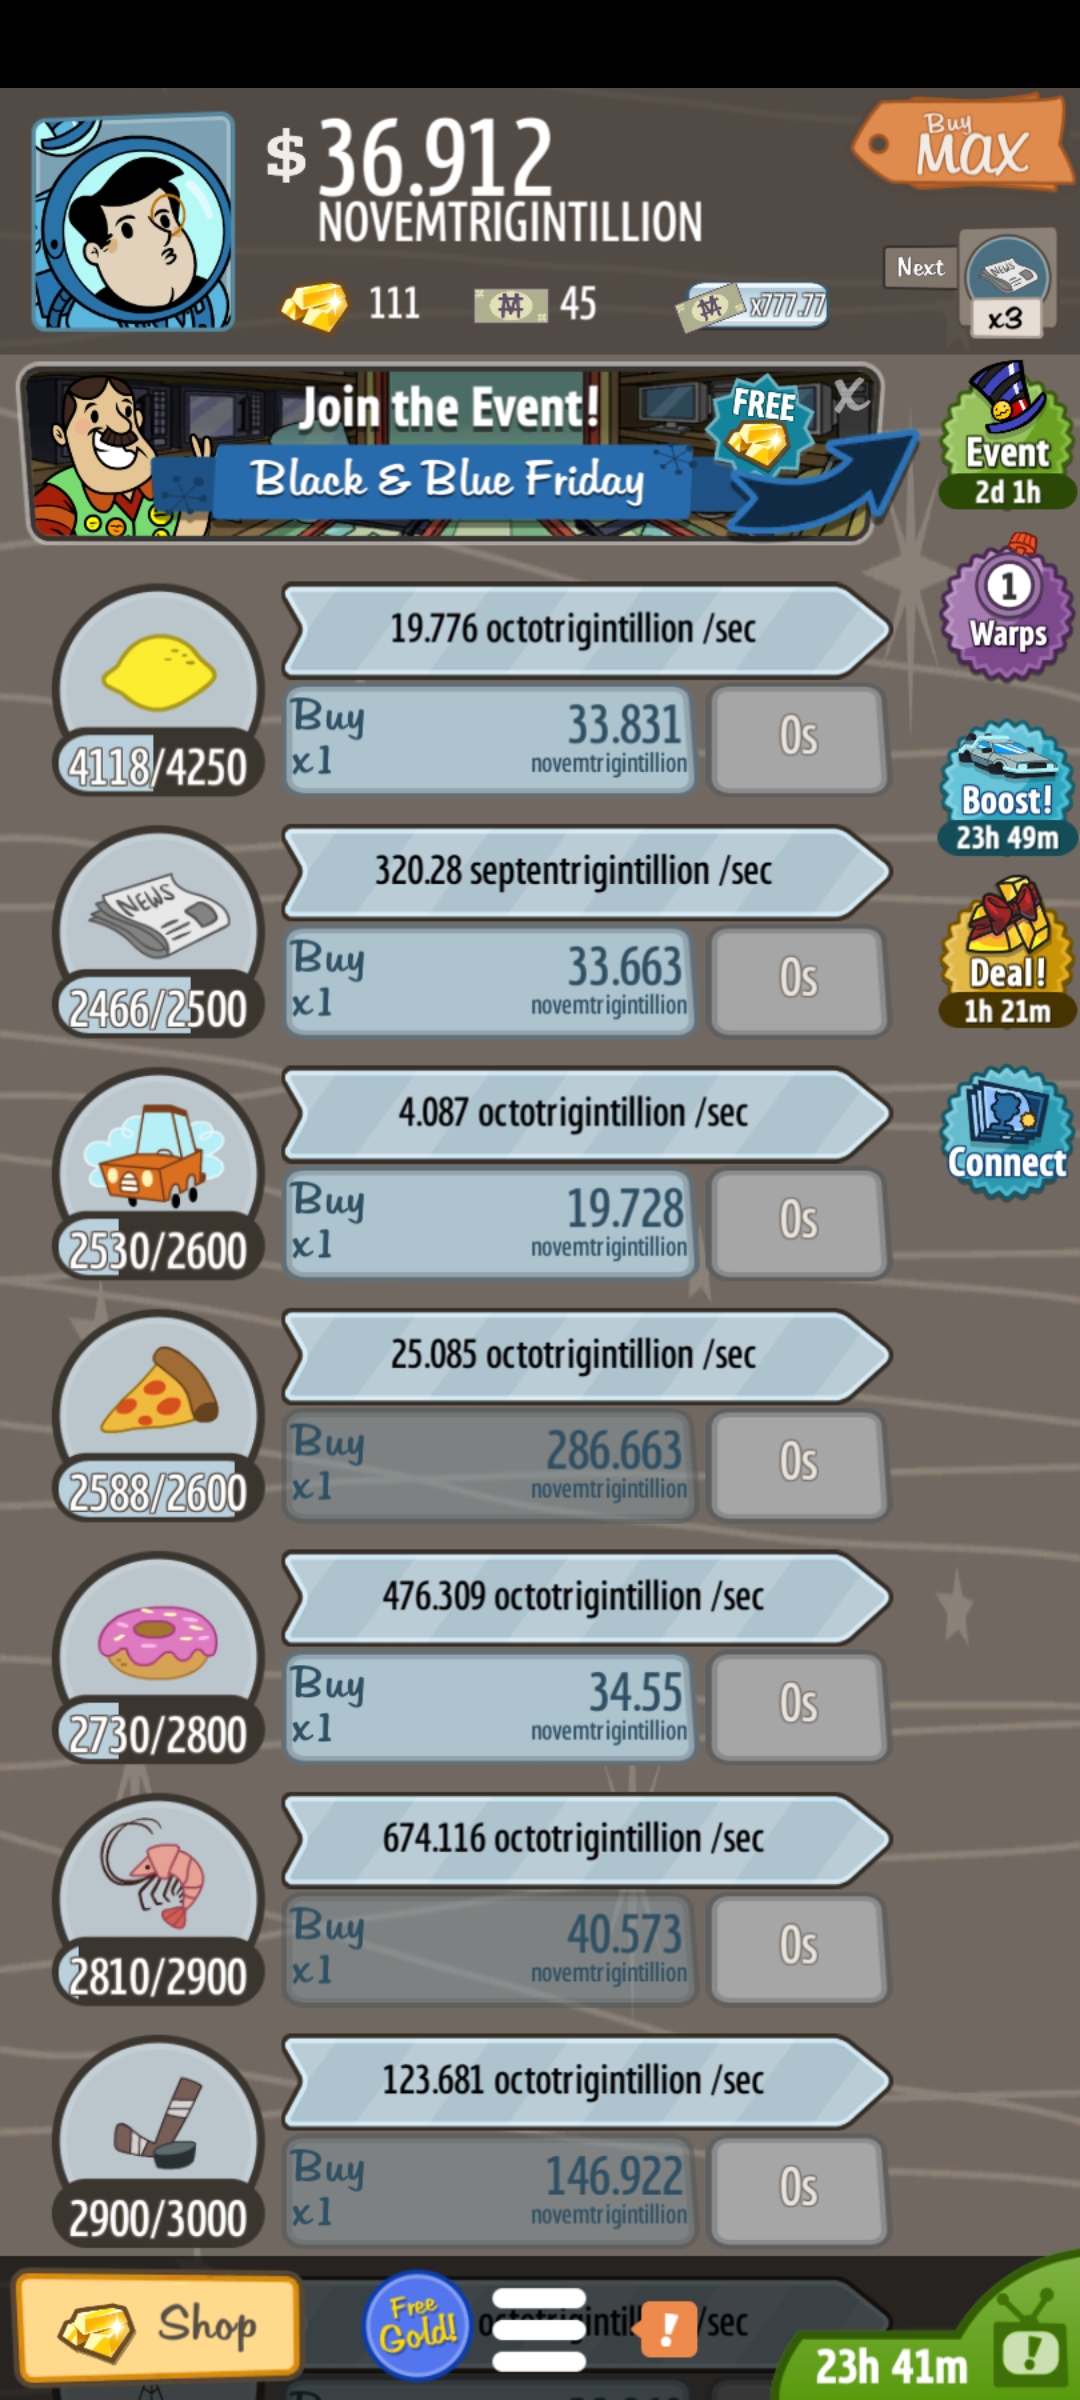 $ 36.912
NOVEMTRIGINTILLION
Buy
MAX
111
45
x777.77
Next
NEWS
x3
Join the Event!
FREE
X
Black & Blue Friday
Event
2d 1h
19.776 octotrigintillion /sec
1
Warps
4118/4250
Buy
x1
33.831
novemtrigintillion
0s
Boost!
23h 49m
320.28 septentrigintillion /sec
NEWS
2466/2500
Buy
x1
33.663
novemtrigintillion
0s
Deal!
1h 21m
4.087 octotrigintillion /sec
Connect
2530/2600
Buy
x1
19.728
novemtrigintillion
0s
25.085 octotrigintillion /sec
2588/2600
Buy
x1
286.663
novemtrigintillion
0s
476.309 octotrigintillion /sec
2730/2800
Buy
x1
34.55
novemtrigintillion
0s
674.116 octotrigintillion /sec
2810/2900
Buy
x1
40.573
novemtrigintillion
0s
123.681 octotrigintillion /sec
2900/3000
Buy
x1
146.922
novemtrigintillion
0s
Shop
Free
Gold!
!
/sec
23h 41m
!